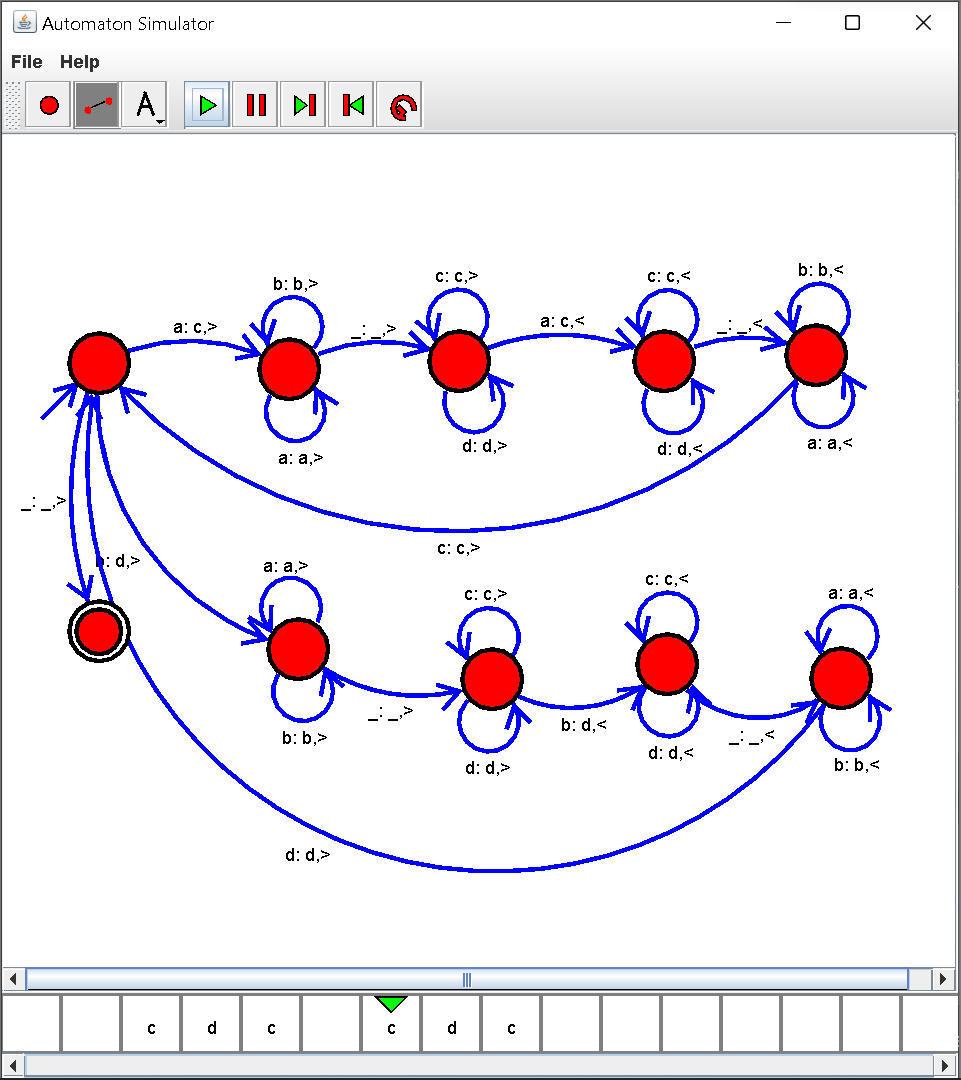 Automaton Simulator
File Help
A
b: b,>
c: c,>
c: c,<
b: b,<
a: c,>
_: _,>
a: c,<
_: _,<
a: a,>
d: d,>
d: d,<
a: a,<
_: _,>
c: c,>
b: d,>
a: a,>
c: c,>
c: c,<
a: a,<
_: _,>
b: d,<
_: _,<
b: b,>
d: d,>
d: d,<
b: b,<
d: d,>
c d c c d c